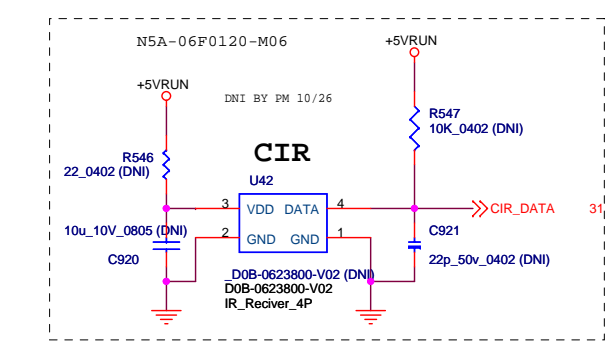 N5A-06F0120-M06
+5VRUN
+5VRUN
DNI BY PM 10/26
R547
10K_0402 (DNI)
CIR
R546
22_0402 (DNI)
U42
3 VDD DATA 4
CIR_DATA 31
10u_10V_0805 (DNI)
2 GND GND 1
C921
C920
22p_50v_0402 (DNI)
_D0B-0623800-V02 (DNI)
D0B-0623800-V02
IR_Reciver_4P